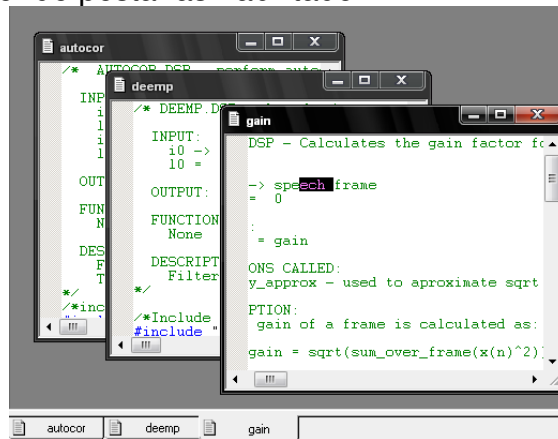 autocor
/* AUTOCOR.DSP - perform auto
INP
OUT
FUN
N
DES
F
T
*/
/*inc
deemp
/* DEEMP.D
INPUT:
i0 ->
l0 =
OUTPUT:
FUNCTION
None
DESCRIPT
Filter
*/
/*Include
#include "
gain
DSP - Calculates the gain factor fo
-> speech frame
= 0
:
= gain
ONS CALLED:
y_approx - used to aproximate sqrt
PTION:
gain of a frame is calculated as:
gain = sqrt(sum_over_frame(x(n)^2)
autocor deemp gain